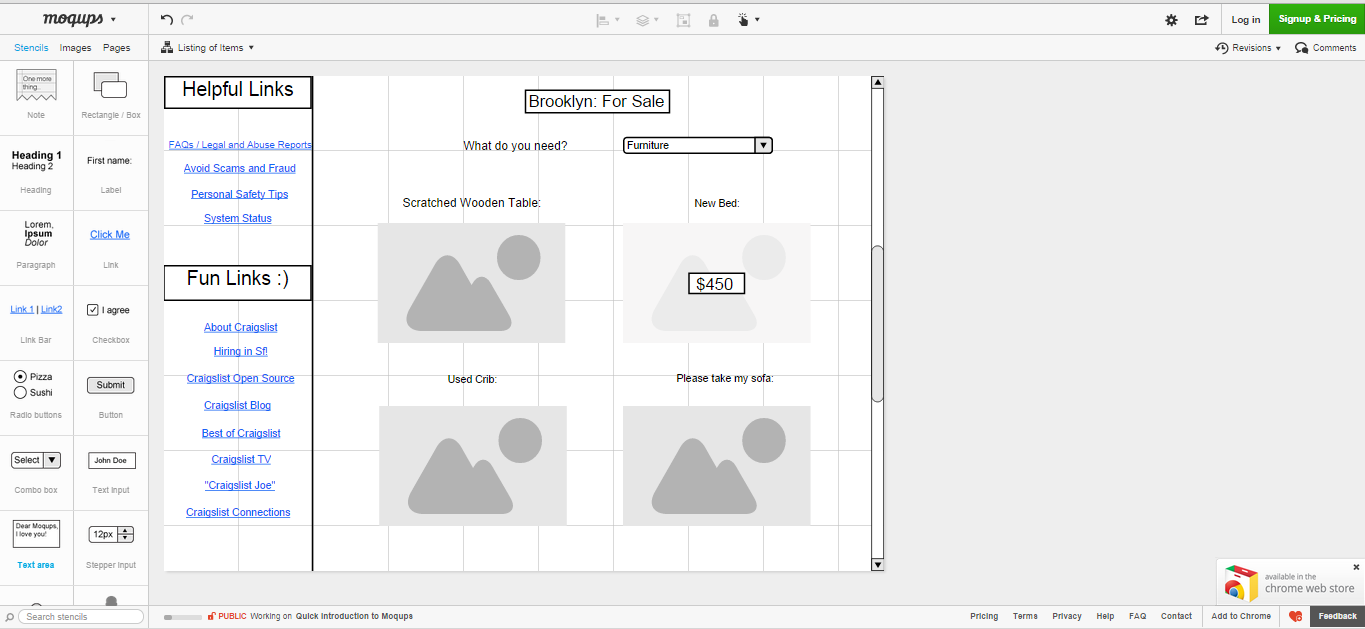 moqups
Log in
Signup & Pricing
Stencils Images Pages
Listing of Items
Revisions
Comments
One more
thing..
Note
Rectangle / Box
Heading 1
Heading 2
Heading
First name:
Label
Lorem,
Ipsum
Dolor
Paragraph
Click Me
Link
Link 1 | Link2
Link Bar
I agree
Checkbox
Pizza
Sushi
Radio buttons
Submit
Button
Select
Combo box
John Doe
Text Input
Dear Moqups,
I love you!
Text area
12px
Stepper Input
Search stencils
Helpful Links
FAQs / Legal and Abuse Reports
Avoid Scams and Fraud
Personal Safety Tips
System Status
Fun Links :)
About Craigslist
Hiring in Sf!
Craigslist Open Source
Craigslist Blog
Best of Craigslist
Craigslist TV
"Craigslist Joe"
Craigslist Connections
Brooklyn: For Sale
What do you need?
Furniture
Scratched Wooden Table:
New Bed:
$450
Used Crib:
Please take my sofa:
available in the
chrome web store
PUBLIC Working on Quick Introduction to Moqups
Pricing Terms Privacy Help FAQ Contact Add to Chrome Feedback